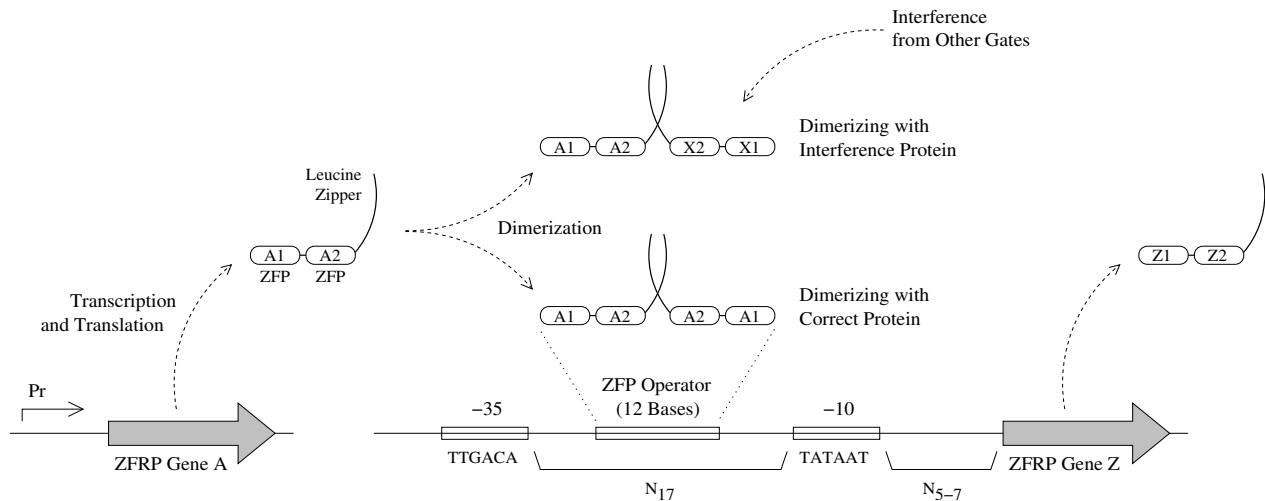 Interference
from Other Gates
A1 A2 X2 X1
Dimerizing with
Interference Protein
Leucine
Zipper
Dimerization
A1 A2
ZFP ZFP
Z1 Z2
Transcription
and Translation
A1 A2 A2 A1
Dimerizing with
Correct Protein
Pr
ZFP Operator
(12 Bases)
−35
−10
ZFRP Gene A
TTGACA
TATAAT
ZFRP Gene Z
N17
N5−7